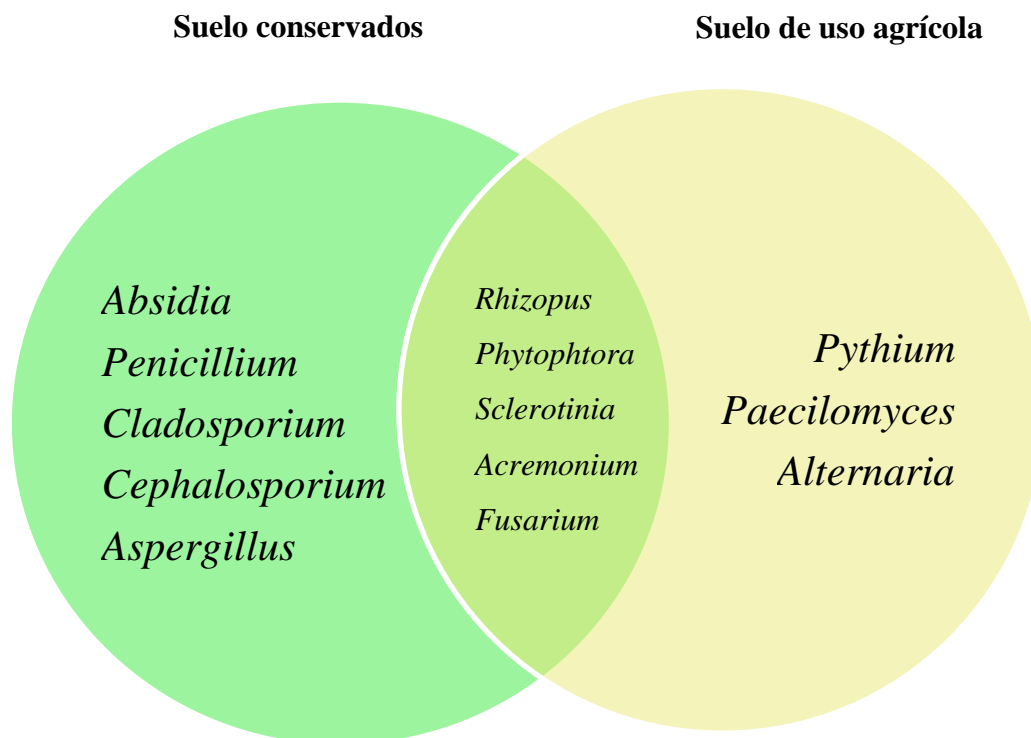 Suelo conservados
Suelo de uso agrícola
Absidia
Penicillium
Cladosporium
Cephalosporium
Aspergillus
Rhizopus
Phytophtora
Sclerotinia
Acremonium
Fusarium
Pythium
Paecilomyces
Alternaria